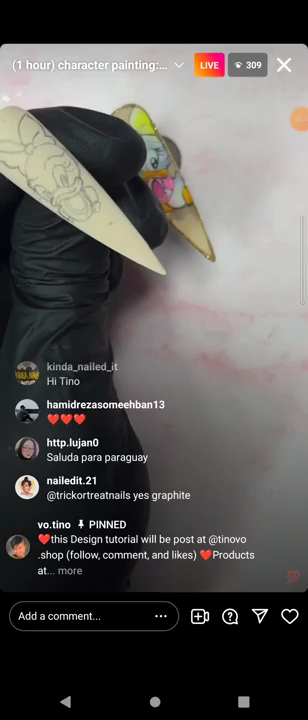 (1 hour) character painting:...
LIVE
309
kinda_nailed_it
Hi Tino
hamidrezasomeehban13
http.lujan0
Saluda para paraguay
nailedit.21
@trickortreatnails yes graphite
vo.tino PINNED
❤️this Design tutorial will be post at @tinovo
.shop (follow, comment, and likes) ❤️Products
at... more
Add a comment...